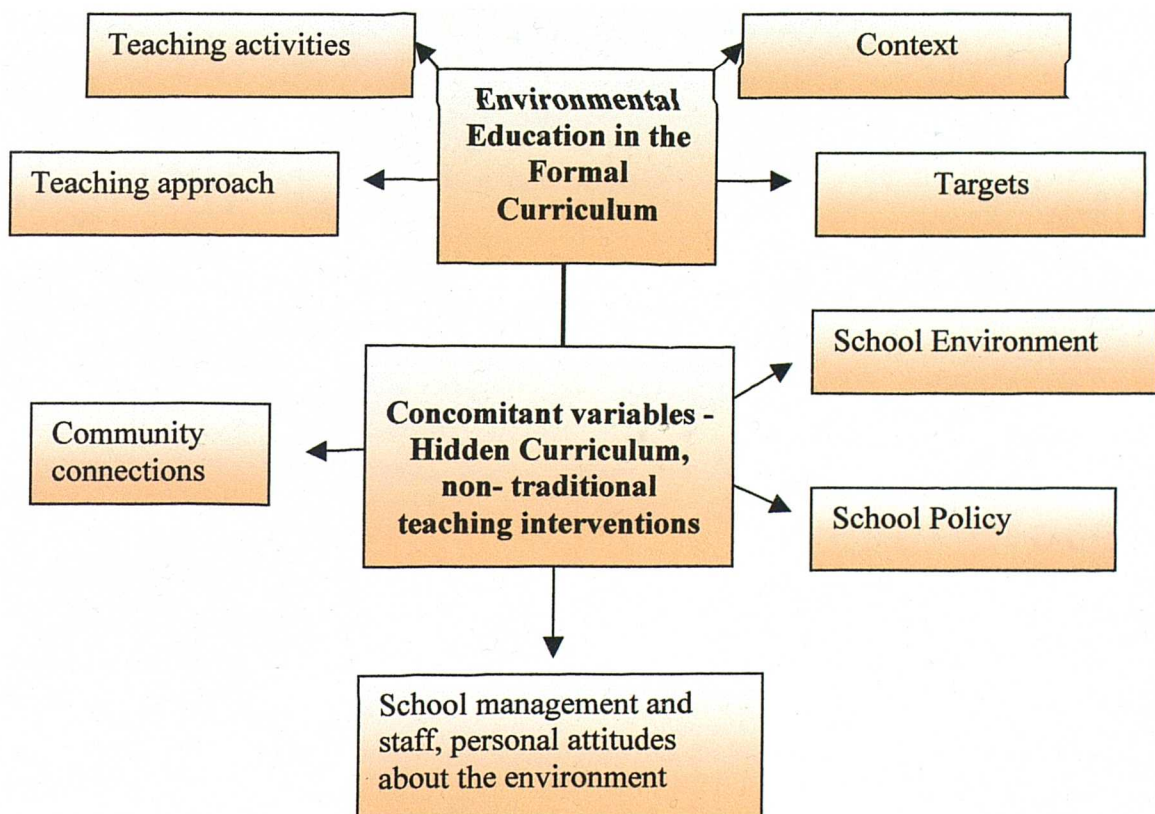 Teaching activities
Context
Environmental
Education in the
Formal
Curriculum
Teaching approach
Targets
School Environment
Concomitant variables -
Hidden Curriculum,
non- traditional
teaching interventions
Community
connections
School Policy
School management and
staff, personal attitudes
about the environment